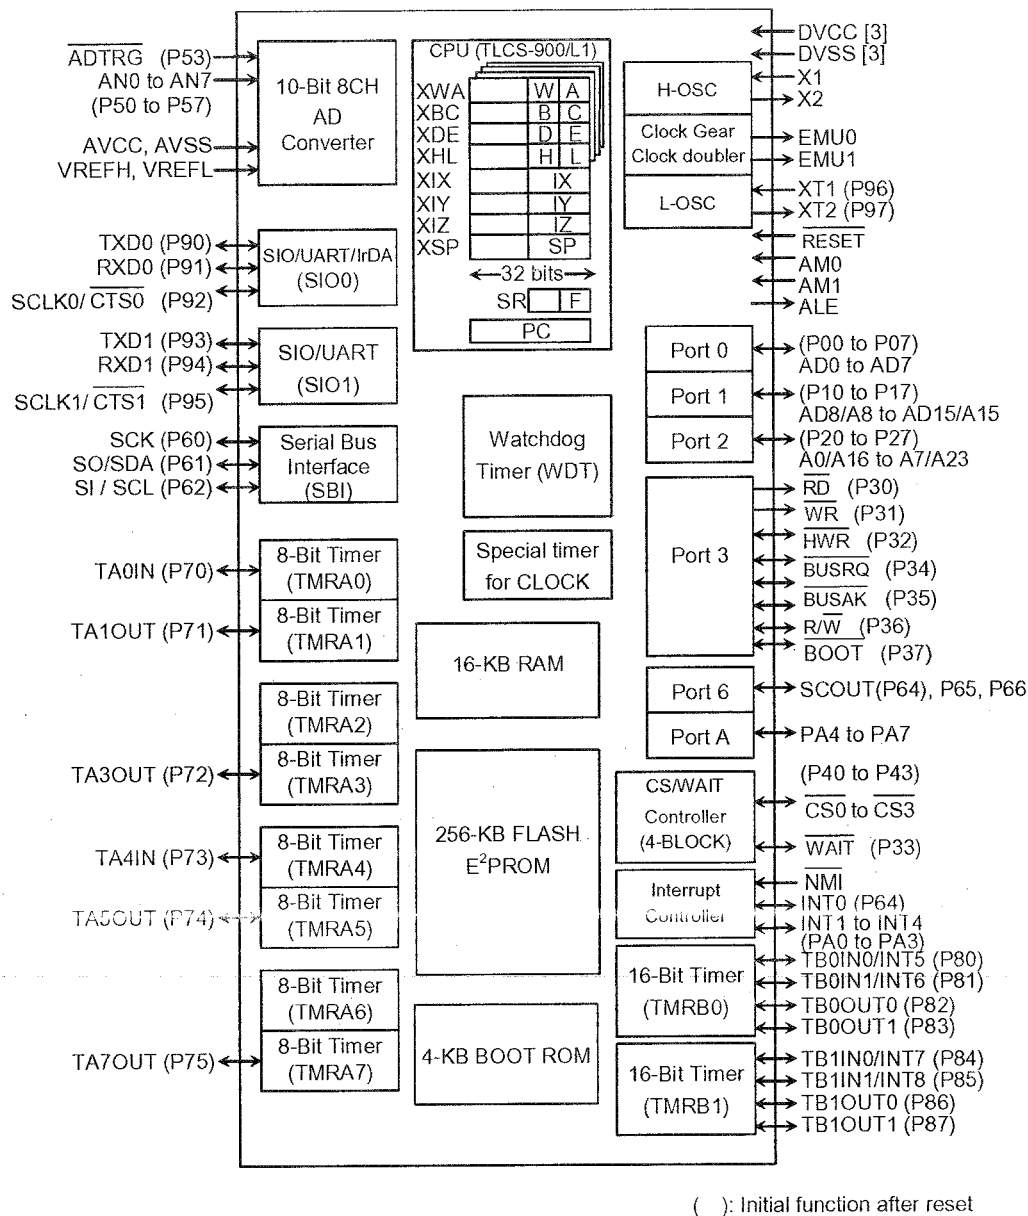 ADTRG (P53)
AN0 to AN7
(P50 to P57)
AVCC, AVSS
VREFH, VREFL
10-Bit 8CH
AD
Converter
TXD0 (P90)
RXD0 (P91)
SCLK0/ CTS0 (P92)
SIO/UART/IrDA
(SIO0)
TXD1 (P93)
RXD1 (P94)
SCLK1/ CTS1 (P95)
SIO/UART
(SIO1)
SCK (P60)
SO/SDA (P61)
SI / SCL (P62)
Serial Bus
Interface
(SBI)
TA0IN (P70)
8-Bit Timer
(TMRA0)
TA1OUT (P71)
8-Bit Timer
(TMRA1)
8-Bit Timer
(TMRA2)
TA3OUT (P72)
8-Bit Timer
(TMRA3)
TA4IN (P73)
8-Bit Timer
(TMRA4)
TA5OUT (P74)
8-Bit Timer
(TMRA5)
8-Bit Timer
(TMRA6)
TA7OUT (P75)
8-Bit Timer
(TMRA7)
CPU (TLCS-900/L1)
XWA W A
XBC B C
XDE D E
XHL H L
XIX IX
XIY IY
XIZ IZ
XSP SP
32 bits
SR F
PC
Watchdog
Timer (WDT)
Special timer
for CLOCK
16-KB RAM
256-KB FLASH
E²PROM
4-KB BOOT ROM
DVCC [3]
DVSS [3]
H-OSC
X1
X2
Clock Gear
Clock doubler
EMU0
EMU1
L-OSC
XT1 (P96)
XT2 (P97)
RESET
AM0
AM1
ALE
Port 0
(P00 to P07)
AD0 to AD7
Port 1
(P10 to P17)
AD8/A8 to AD15/A15
Port 2
(P20 to P27)
A0/A16 to A7/A23
Port 3
RD (P30)
WR (P31)
HWR (P32)
BUSRQ (P34)
BUSAK (P35)
R/W (P36)
BOOT (P37)
Port 6
SCOUT(P64), P65, P66
Port A
PA4 to PA7
CS/WAIT
Controller
(4-BLOCK)
(P40 to P43)
CS0 to CS3
WAIT (P33)
Interrupt
Controller
NMI
INT0 (P64)
INT1 to INT4
(PA0 to PA3)
16-Bit Timer
(TMRB0)
TB0IN0/INT5 (P80)
TB0IN1/INT6 (P81)
TB0OUT0 (P82)
TB0OUT1 (P83)
16-Bit Timer
(TMRB1)
TB1IN0/INT7 (P84)
TB1IN1/INT8 (P85)
TB1OUT0 (P86)
TB1OUT1 (P87)
( ): Initial function after reset